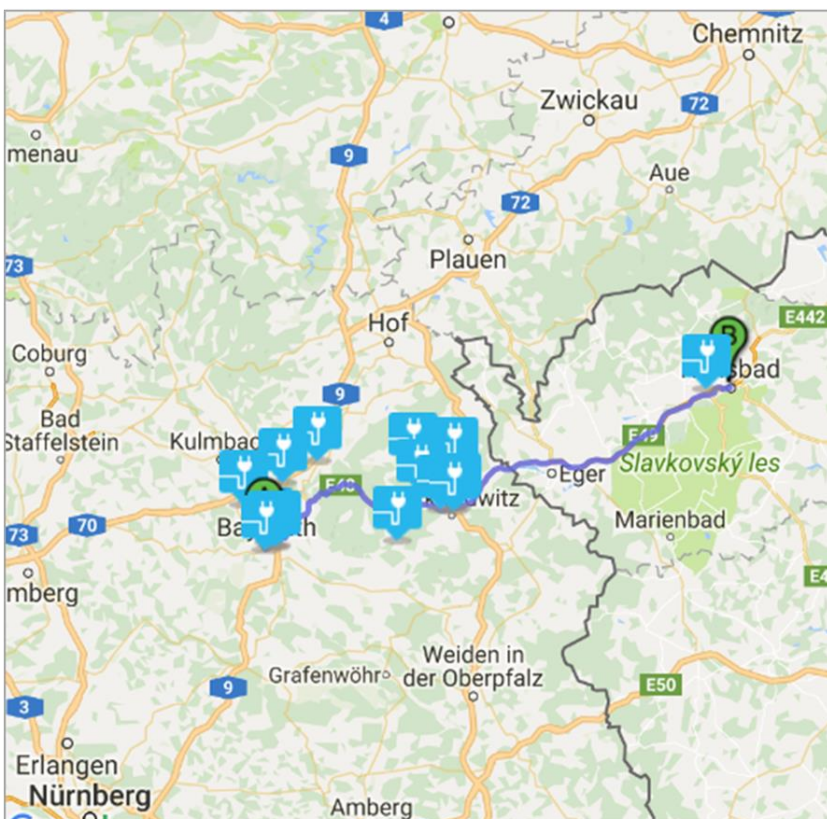 4
Chemnitz
Zwickau
72
menau
9
Aue
72
Plauen
73
Hof
E442
Coburg
B
9
Bad
Staffelstein
E49
Slavkovský les
Eger
70
73
Marienbad
mberg
Weiden in
der Oberpfalz
Grafenwöhr
9
E50
3
Erlangen
Nürnberg
Amberg